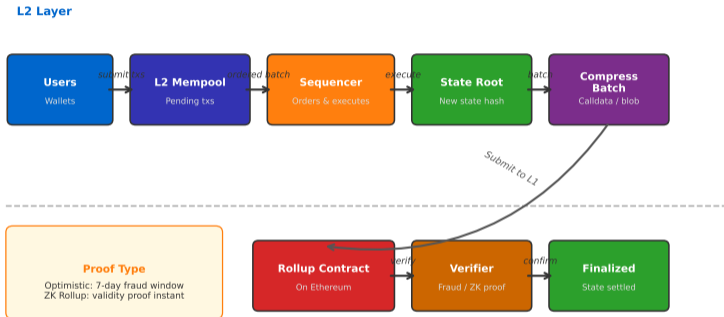 L2 Layer
submit txs
ordered batch
execute
batch
Users
Wallets
L2 Mempool
Pending txs
Sequencer
Orders & executes
State Root
New state hash
Compress
Batch
Calldata / blob
Submit to L1
Proof Type
Optimistic: 7-day fraud window
ZK Rollup: validity proof instant
verify
confirm
Rollup Contract
On Ethereum
Verifier
Fraud / ZK proof
Finalized
State settled